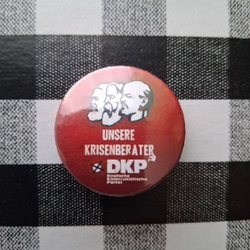 UNSERE
KRISENBERATER
DKP
Deutsche
Kommunistische
Partei